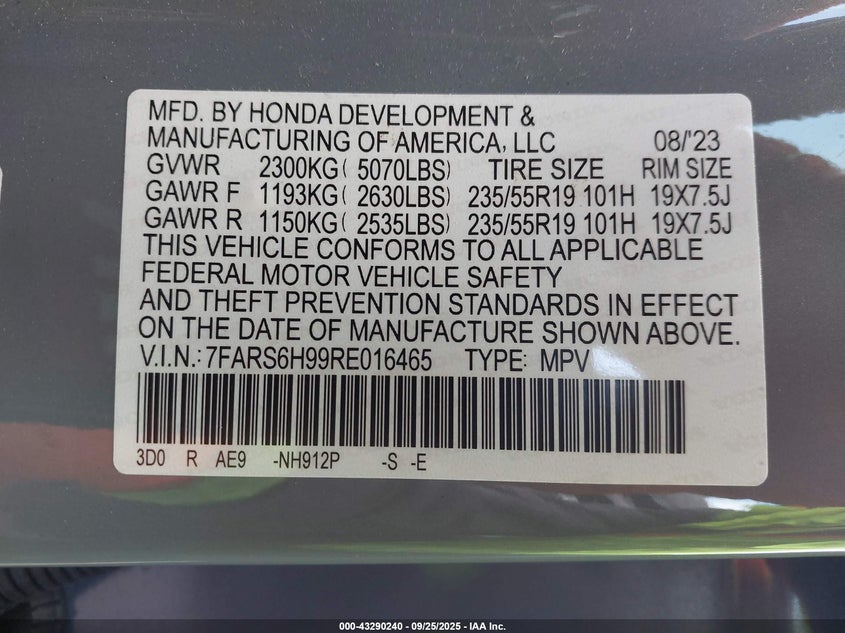 MFD. BY HONDA DEVELOPMENT &
MANUFACTURING OF AMERICA, LLC 08/'23
GVWR 2300KG( 5070LBS) TIRE SIZE RIM SIZE
GAWR F 1193KG( 2630LBS) 235/55R19 101H 19X7.5J
GAWR R 1150KG( 2535LBS) 235/55R19 101H 19X7.5J
THIS VEHICLE CONFORMS TO ALL APPLICABLE
FEDERAL MOTOR VEHICLE SAFETY
AND THEFT PREVENTION STANDARDS IN EFFECT
ON THE DATE OF MANUFACTURE SHOWN ABOVE.
V.I.N.: 7FARS6H99RE016465 TYPE: MPV
3D0 R AE9 -NH912P -S -E
000-43290240 - 09/25/2025 - IAA Inc.